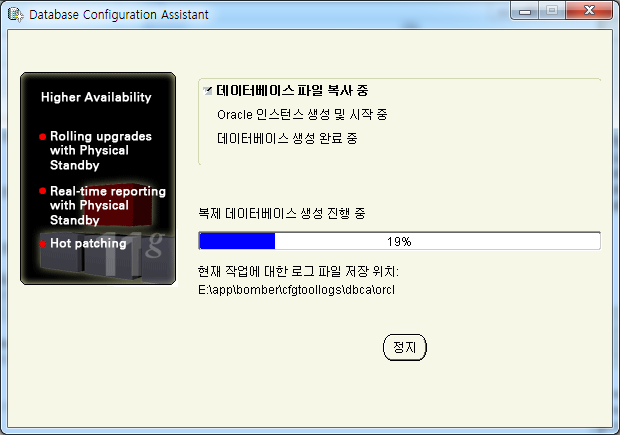 Database Configuration Assistant
Higher Availability
Rolling upgrades
with Physical
Standby
Real-time reporting
with Physical
Standby
Hot patching
11g
데이터베이스 파일 복사 중
Oracle 인스턴스 생성 및 시작 중
데이터베이스 생성 완료 중
복제 데이터베이스 생성 진행 중
19%
현재 작업에 대한 로그 파일 저장 위치:
E:\app\bomber\cfgtoollogs\dbca\orcl
정지